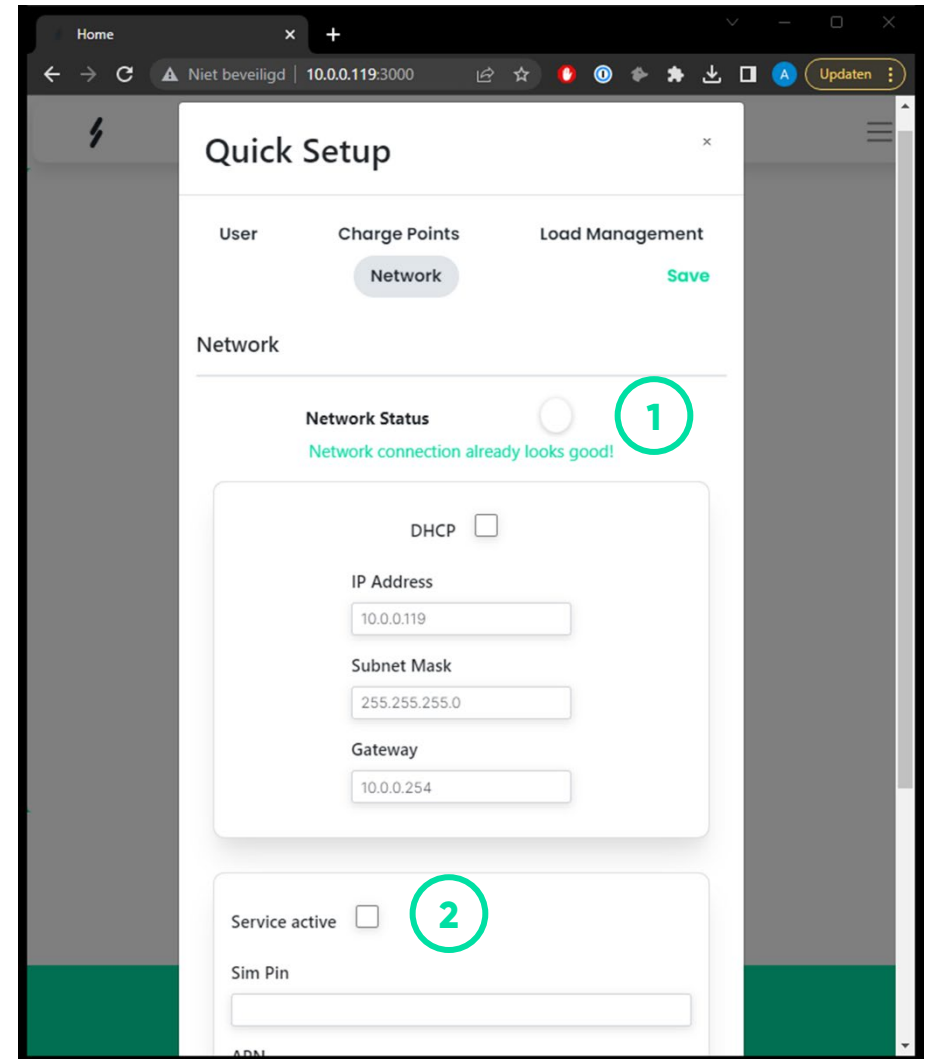 Home
Niet beveiligd 10.0.0.119:3000
A
Updaten
Quick Setup
User Charge Points Load Management
Network Save
Network
Network Status
1
Network connection already looks good!
DHCP
IP Address
10.0.0.119
Subnet Mask
255.255.255.0
Gateway
10.0.0.254
Service active
2
Sim Pin
APN